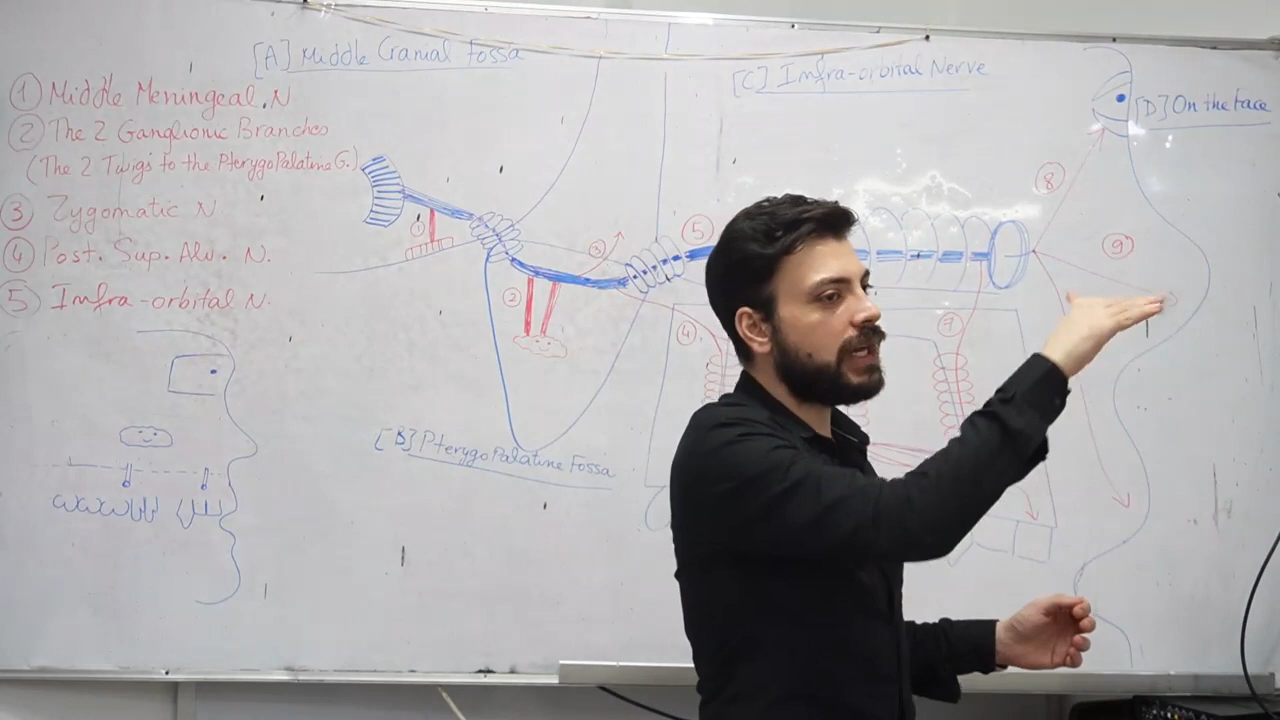 [A] Middle Cranial Fossa
① Middle Meningeal N.
② The 2 Ganglionic Branches
(The 2 Twigs to the PterygoPalatine G.)
③ Zygomatic N
④ Post. Sup. Alv. N.
⑤ Infra-orbital N.
[C] Infra-orbital Nerve
[D] On the face
①
②
③
④
⑤
⑦
⑧
⑨
[B] PterygoPalatine Fossa